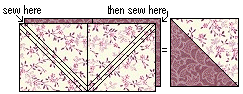 sew here then sew here
=